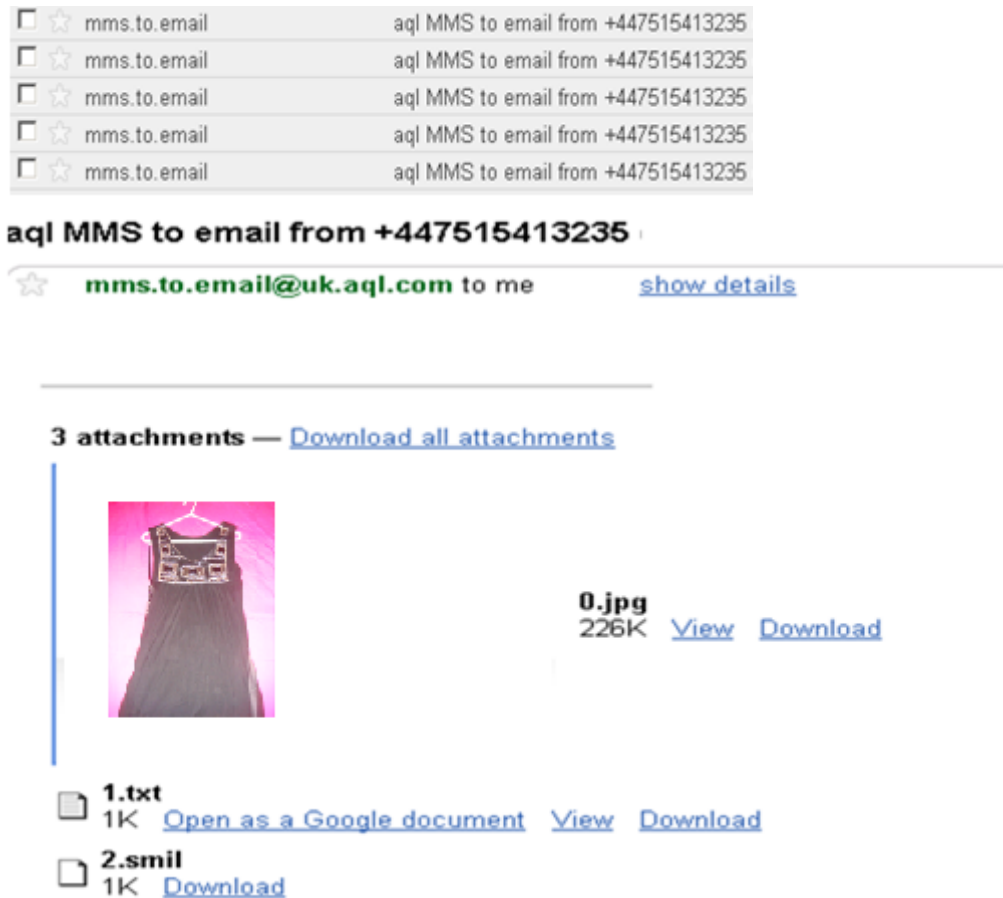 mms.to.email aql MMS to email from +447515413235
mms.to.email aql MMS to email from +447515413235
mms.to.email aql MMS to email from +447515413235
mms.to.email aql MMS to email from +447515413235
mms.to.email aql MMS to email from +447515413235
aql MMS to email from +447515413235
mms.to.email@uk.aql.com to me show details
3 attachments — Download all attachments
0.jpg
226K View Download
1.txt
1K Open as a Google document View Download
2.smil
1K Download